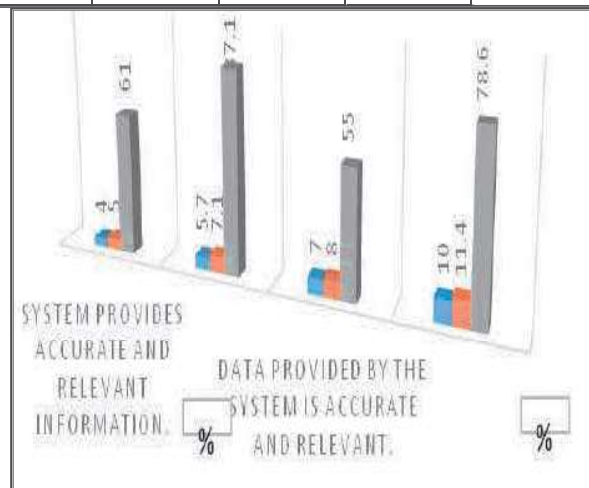 61
87.1
55
78.6
4
5
5.7
7.1
7
8
10
11.4
SYSTEM PROVIDES
ACCURATE AND
RELEVANT
INFORMATION.
%
DATA PROVIDED BY THE
SYSTEM IS ACCURATE
AND RELEVANT.
%